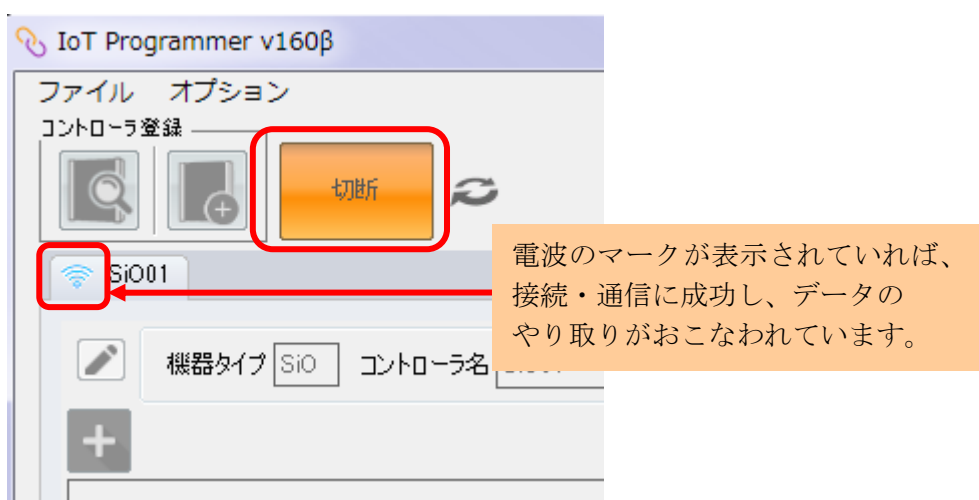 IoT Programmer v160β
ファイル オプション
コントローラ登録
切断
SiO01
電波のマークが表示されていれば、
接続・通信に成功し、データの
やり取りがおこなわれています。
機器タイプ SiO コントローラ名